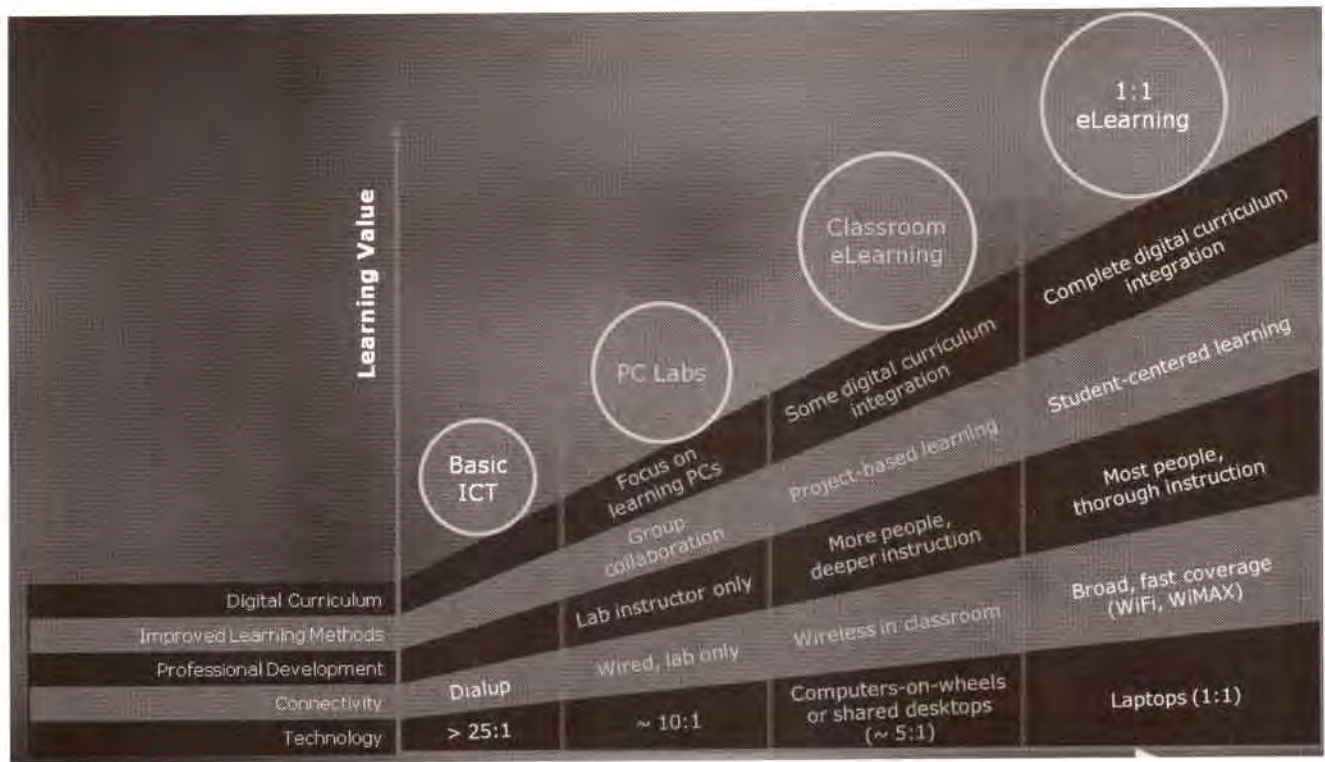 1:1
eLearning
Classroom
eLearning
PC Labs
Basic
ICT
Learning Value
Digital Curriculum
Focus on
learning PCs
Some digital curriculum
integration
Complete digital curriculum
integration
Improved Learning Methods
Group
collaboration
Project-based learning
Student-centered learning
Professional Development
Lab instructor only
More people,
deeper instruction
Most people,
thorough instruction
Connectivity
Dialup
Wired, lab only
Wireless in classroom
Broad, fast coverage
(WiFi, WiMAX)
Technology
> 25:1
~ 10:1
Computers-on-wheels
or shared desktops
(~ 5:1)
Laptops (1:1)